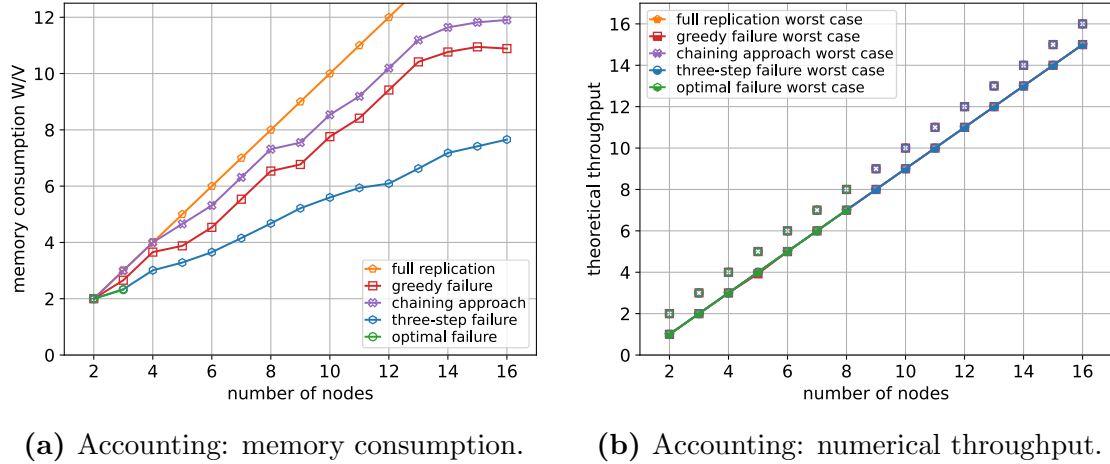 12
10
8
6
4
2
0
memory consumption W/V
full replication
greedy failure
chaining approach
three-step failure
optimal failure
2 4 6 8 10 12 14 16
number of nodes
(a) Accounting: memory consumption.
16
14
12
10
8
6
4
2
0
theoretical throughput
full replication worst case
greedy failure worst case
chaining approach worst case
three-step failure worst case
optimal failure worst case
2 4 6 8 10 12 14 16
number of nodes
(b) Accounting: numerical throughput.